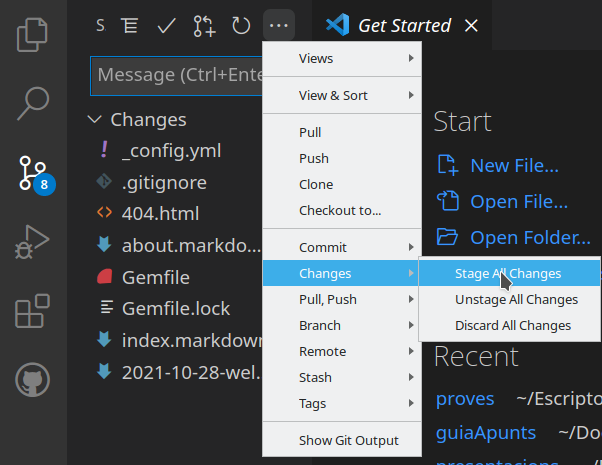 S
Get Started
Message (Ctrl+Ente
Changes
_config.yml
.gitignore
404.html
about.markdo...
Gemfile
Gemfile.lock
index.markdown
2021-10-28-wel...
8
Views
View & Sort
Pull
Push
Clone
Checkout to...
Commit
Changes
Pull, Push
Branch
Remote
Stash
Tags
Show Git Output
Stage All Changes
Unstage All Changes
Discard All Changes
Start
New File...
Open File...
Open Folder...
Recent
proves ~/Escripto
guiaApunts ~/Do